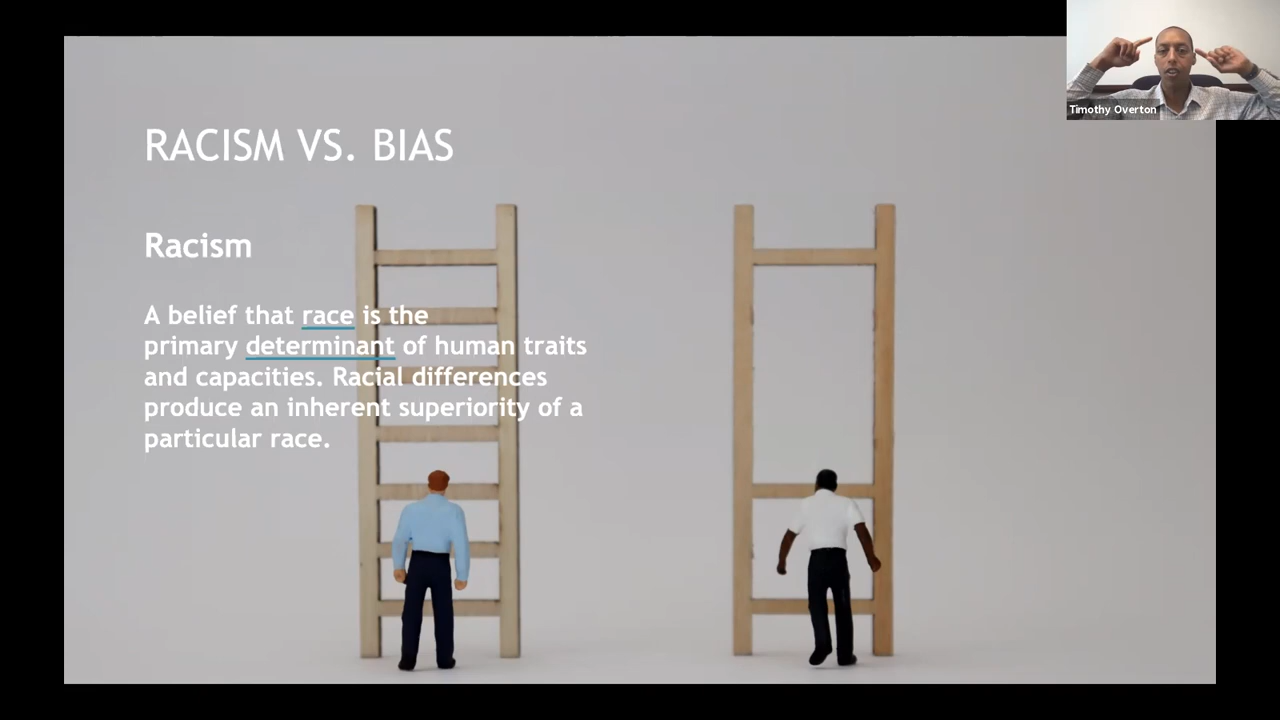 Timothy Overton
RACISM VS. BIAS
Racism
A belief that race is the
primary determinant of human traits
and capacities. Racial differences
produce an inherent superiority of a
particular race.